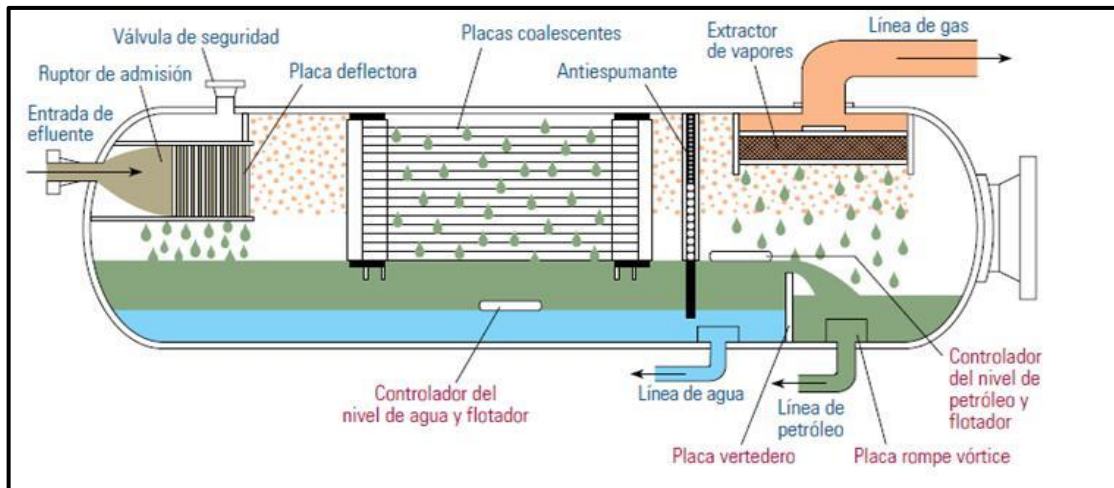 Válvula de seguridad
Ruptor de admisión
Entrada de
efluente
Placa deflectora
Placas coalescentes
Antiespumante
Extractor
de vapores
Línea de gas
Controlador del
nivel de agua y flotador
Línea de agua
Línea de
petróleo
Placa vertedero
Placa rompe vórtice
Controlador
del nivel de
petróleo y
flotador